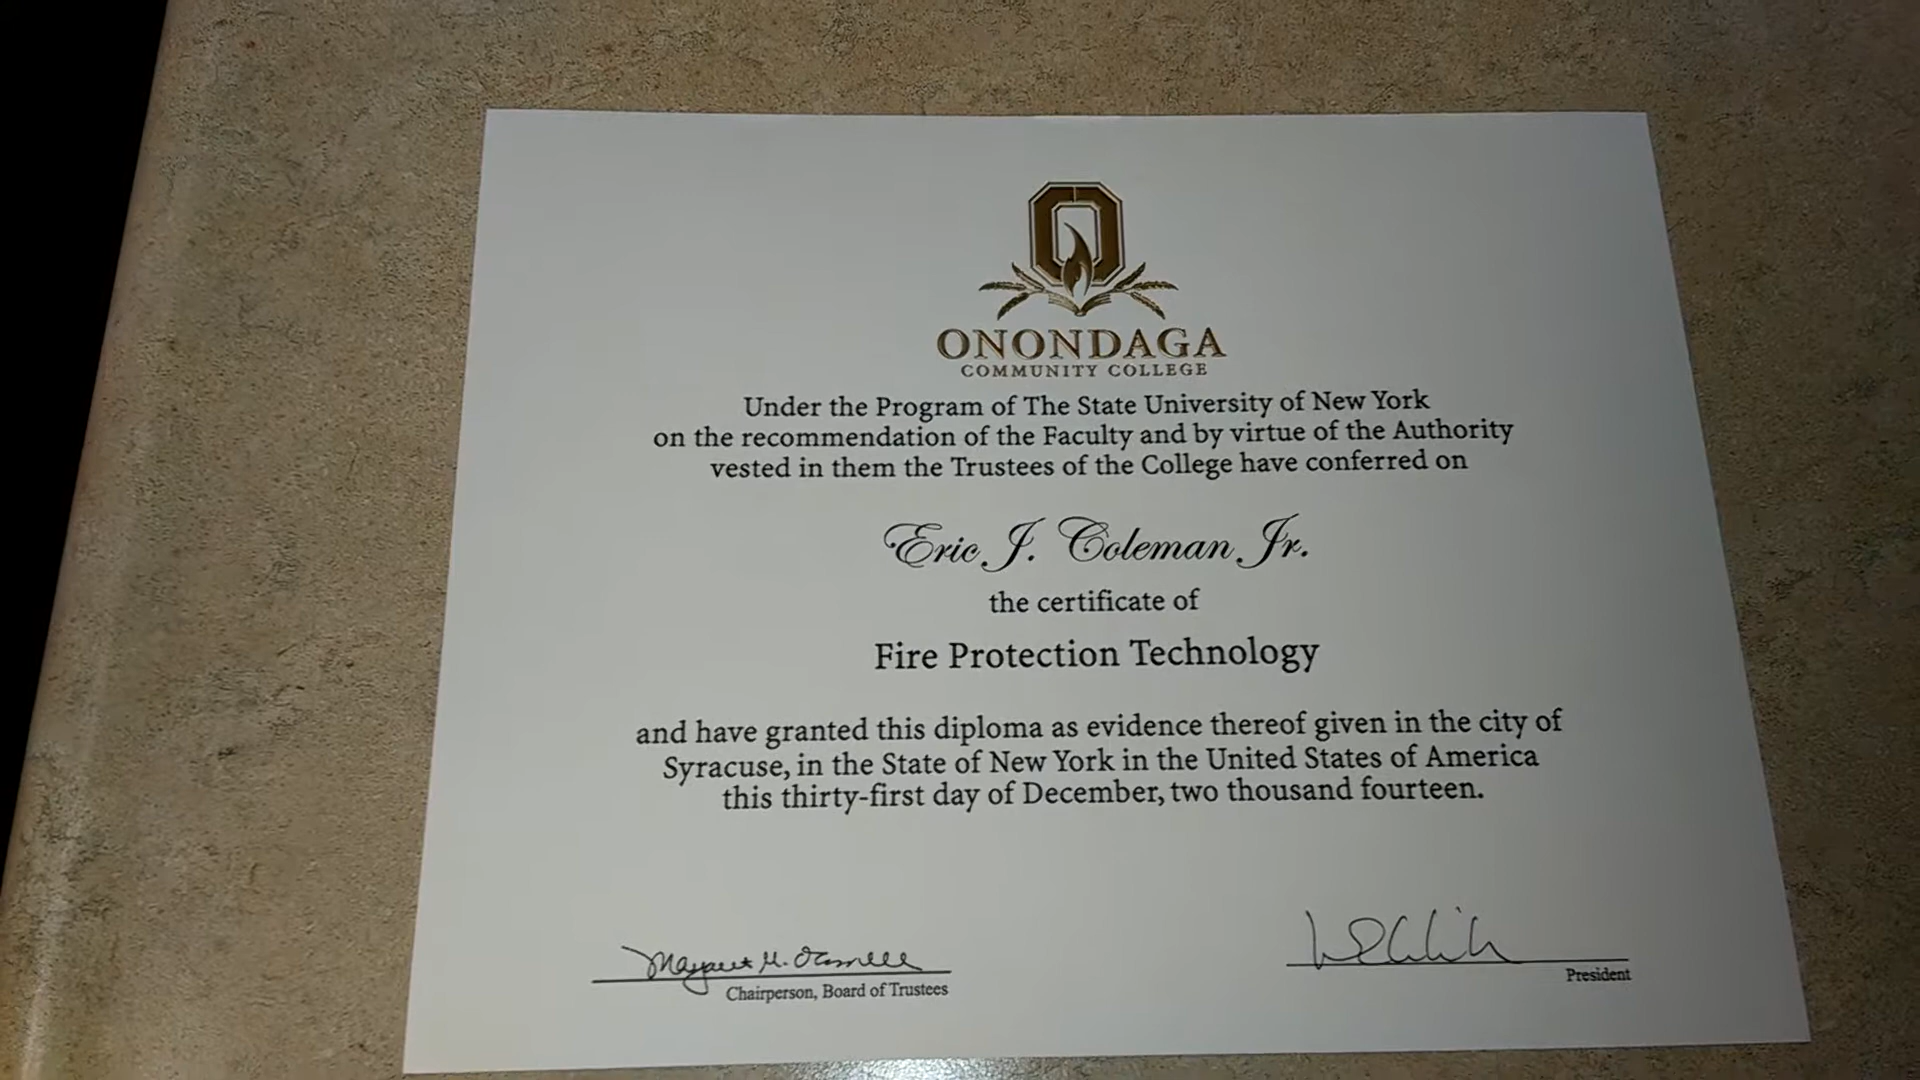 ONONDAGA
COMMUNITY COLLEGE
Under the Program of The State University of New York
on the recommendation of the Faculty and by virtue of the Authority
vested in them the Trustees of the College have conferred on
Eric J. Coleman Jr.
the certificate of
Fire Protection Technology
and have granted this diploma as evidence thereof given in the city of
Syracuse, in the State of New York in the United States of America
this thirty-first day of December, two thousand fourteen.
Margaret M.
Chairperson, Board of Trustees
President